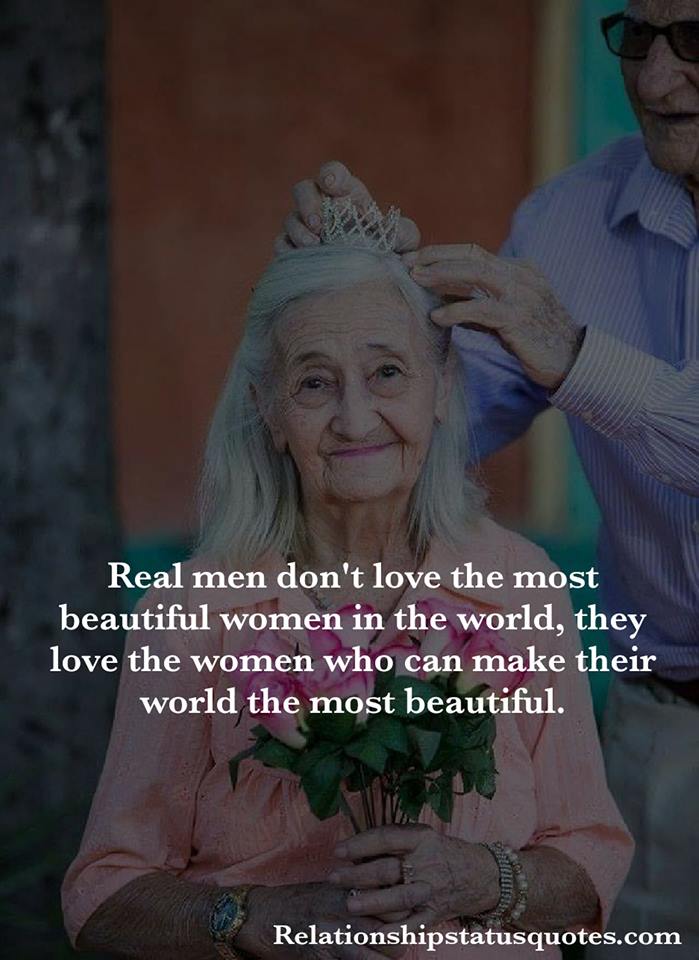 Real men don't love the most
beautiful women in the world, they
love the women who can make their
world the most beautiful.
Relationshipstatusquotes.com